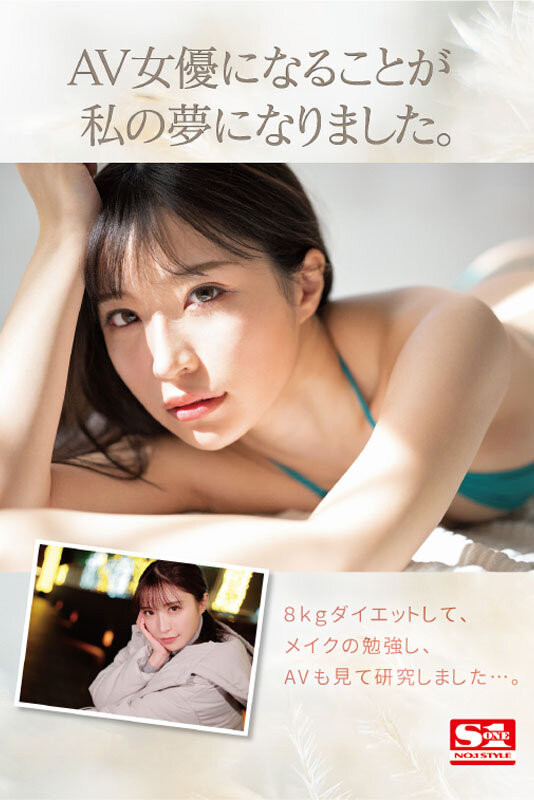 AV女優になることが
私の夢になりました。
8kgダイエットして、
メイクの勉強し、
AVも見て研究しました…。
S1
ONE
NO.1 STYLE